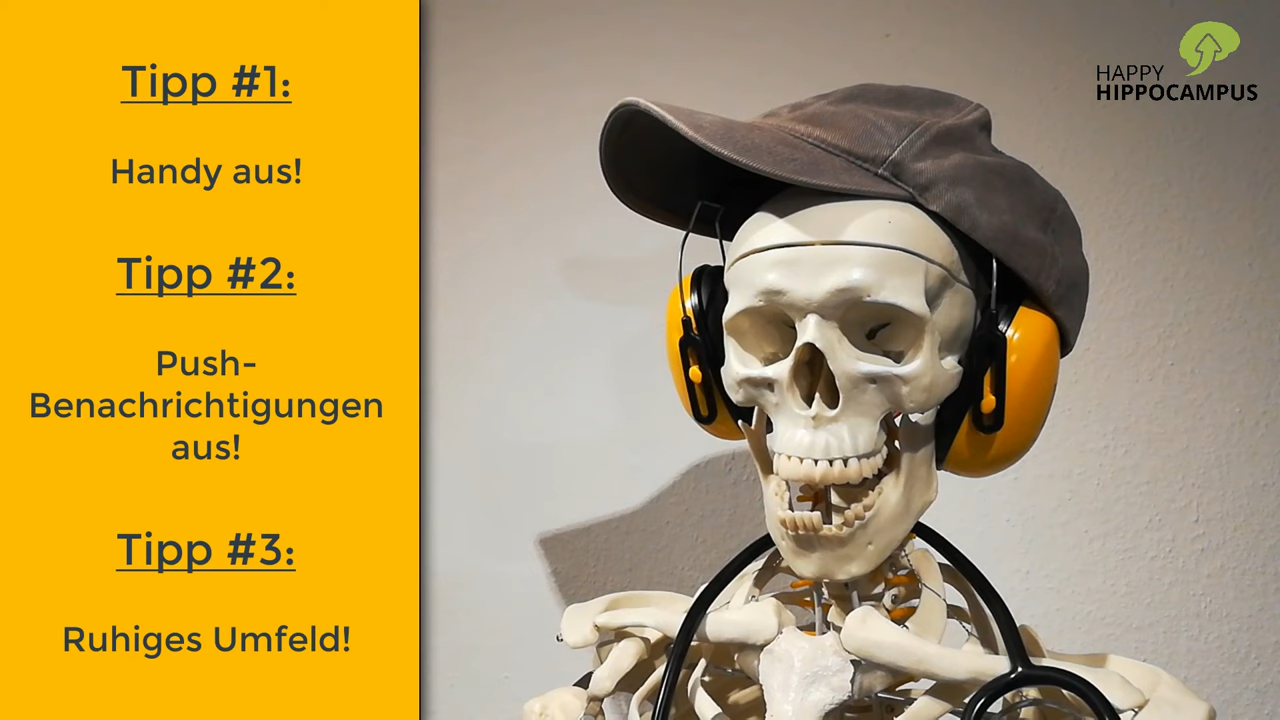 Tipp #1:
Handy aus!
Tipp #2:
Push-
Benachrichtigungen
aus!
Tipp #3:
Ruhiges Umfeld!
HAPPY
HIPPOCAMPUS